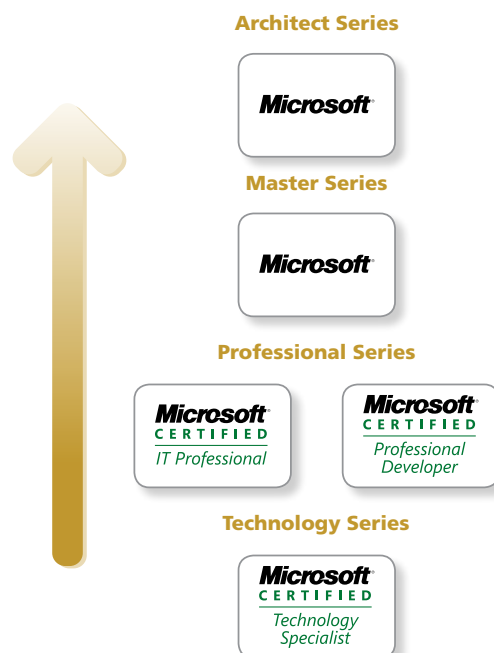 Architect Series
Microsoft
Master Series
Microsoft
Professional Series
Microsoft
CERTIFIED
IT Professional
Microsoft
CERTIFIED
Professional
Developer
Technology Series
Microsoft
CERTIFIED
Technology
Specialist